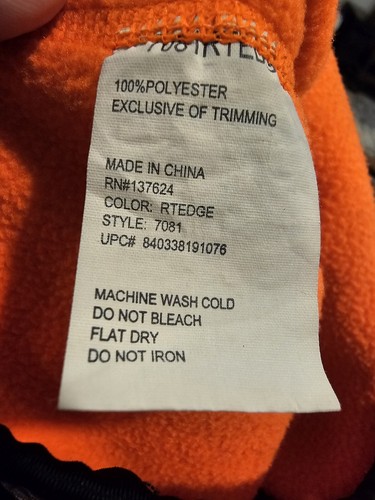 100%POLYESTER
EXCLUSIVE OF TRIMMING
MADE IN CHINA
RN#137624
COLOR: RTEDGE
STYLE: 7081
UPC# 840338191076
MACHINE WASH COLD
DO NOT BLEACH
FLAT DRY
DO NOT IRON